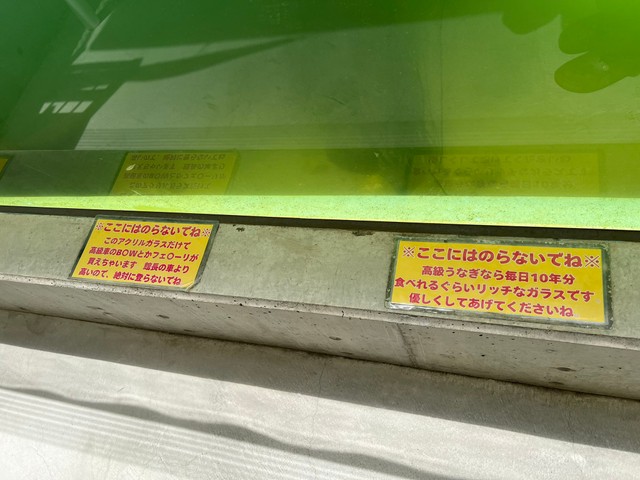 ※ここにはのらないでね※
このアクリルガラスだけで
高級車のBOWとかフェローリが
買えちゃいます 館長の車より
高いので、絶対に登らないでね
※ここにはのらないでね※
高級うなぎなら毎日10年分
食べれるぐらいリッチなガラスです
優しくしてあげてくださいね